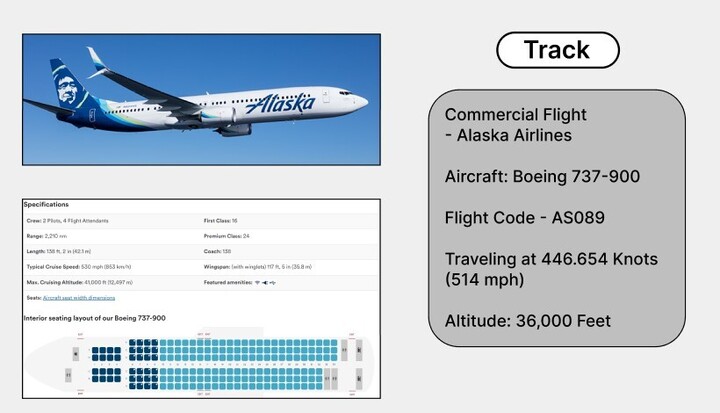 Track
Alaska
Commercial Flight
- Alaska Airlines
Aircraft: Boeing 737-900
Flight Code - AS089
Traveling at 446.654 Knots
(514 mph)
Altitude: 36,000 Feet
Specifications
Crew: 2 Pilots, 4 Flight Attendants
First Class: 16
Range: 2,210 nm
Premium Class: 24
Length: 138 ft, 2 in (42.1 m)
Coach: 138
Typical Cruise Speed: 530 mph (853 km/h)
Wingspan: (with winglets) 117 ft, 5 in (35.8 m)
Max. Cruising Altitude: 41,000 ft (12,497 m)
Featured amenities:
Seats: Aircraft seat width dimensions
Interior seating layout of our Boeing 737-900